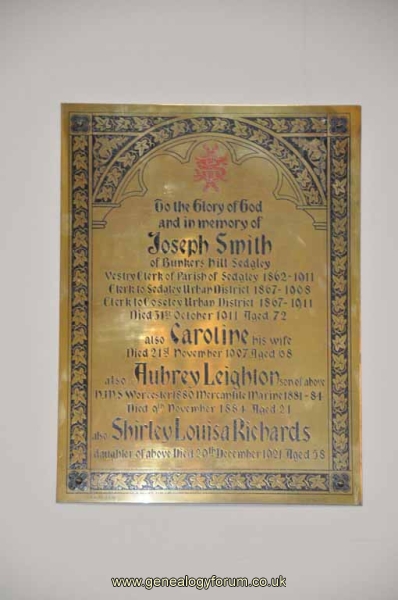 To the Glory of God
and in memory of
Joseph Smith
of Bunkers Hill Sedgley
Vestry Clerk of Parish of Sedgley 1862-1911
Clerk to Sedgley Urban District 1867-1908
Clerk to Coseley Urban District 1867-1911
Died 31st October 1911 Aged 72
also Caroline his wife
Died 21st November 1907 Aged 68
also Aubrey Leighton son of above
H.M.S Worcester 1880 Mercantile Marine 1881-84
Died 9th November 1884 Aged 21
also Shirley Louisa Richards
daughter of above Died 20th December 1921 Aged 58
www.genealogyforum.co.uk